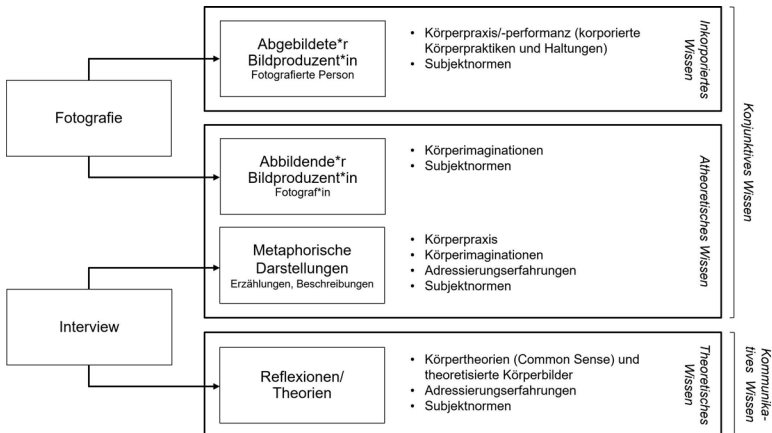 Fotografie
Abgebildete*r
Bildproduzent*in
Fotografierte Person
• Körperpraxis/-performanz (korporierte
Körperpraktiken und Haltungen)
• Subjektnormen
Inkorporiertes
Wissen
Abbildende*r
Bildproduzent*in
Fotograf*in
• Körperimaginationen
• Subjektnormen
Metaphorische
Darstellungen
Erzählungen, Beschreibungen
• Körperpraxis
• Körperimaginationen
• Adressierungserfahrungen
• Subjektnormen
Atheoretisches Wissen
Konjunktives Wissen
Interview
Reflexionen/
Theorien
• Körpertheorien (Common Sense) und
theoretisierte Körperbilder
• Adressierungserfahrungen
• Subjektnormen
Theoretisches
Wissen
Kommunika-
tives Wissen